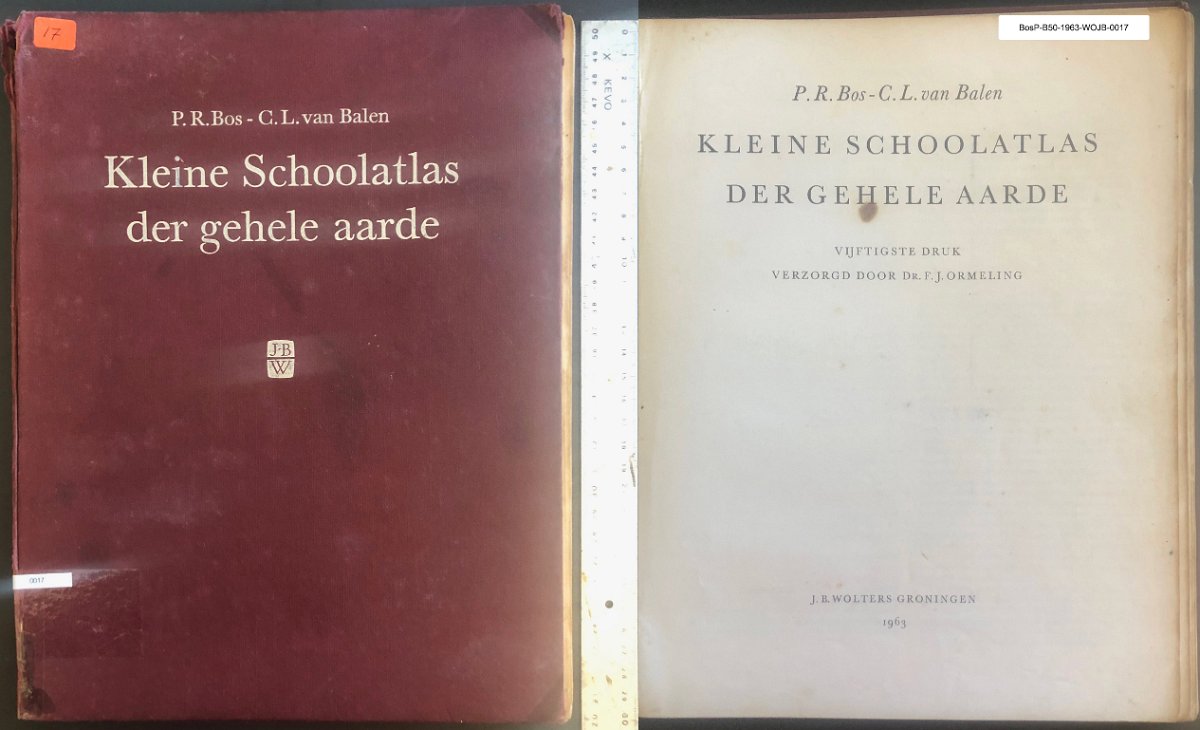 17
P. R. Bos - C. L. van Balen
Kleine Schoolatlas
der gehele aarde
J·B
W
0017
X KEVO
BosP-B50-1963-WOJB-0017
P. R. Bos - C. L. van Balen
KLEINE SCHOOLATLAS
DER GEHELE AARDE
VIJFTIGSTE DRUK
VERZORGD DOOR DR. F. J. ORMELING
J. B. WOLTERS GRONINGEN
1963